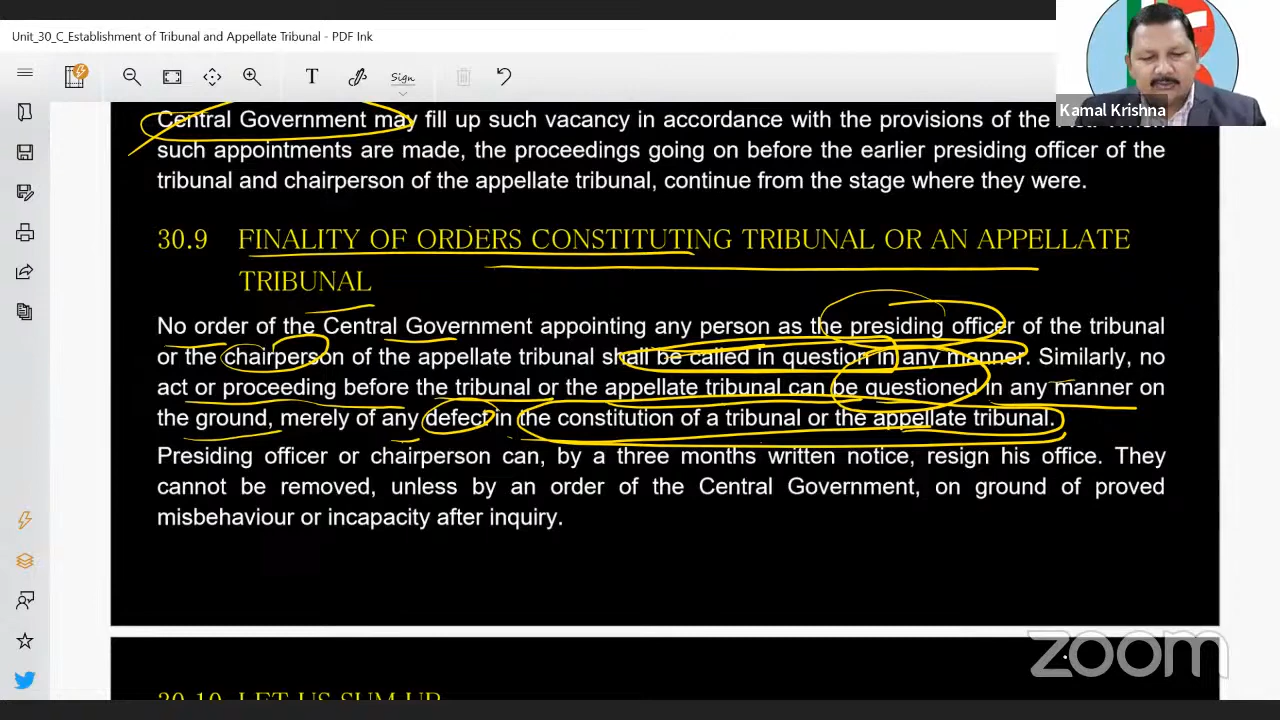 Unit_30_C_Establishment of Tribunal and Appellate Tribunal - PDF Ink
Kamal Krishna
T
Sign
Central Government may fill up such vacancy in accordance with the provisions of the
such appointments are made, the proceedings going on before the earlier presiding officer of the
tribunal and chairperson of the appellate tribunal, continue from the stage where they were.
30.9 FINALITY OF ORDERS CONSTITUTING TRIBUNAL OR AN APPELLATE
TRIBUNAL
No order of the Central Government appointing any person as the presiding officer of the tribunal
or the chairperson of the appellate tribunal shall be called in question in any manner. Similarly, no
act or proceeding before the tribunal or the appellate tribunal can be questioned in any manner on
the ground, merely of any defect in the constitution of a tribunal or the appellate tribunal.
Presiding officer or chairperson can, by a three months written notice, resign his office. They
cannot be removed, unless by an order of the Central Government, on ground of proved
misbehaviour or incapacity after inquiry.
zoom
30.10 LET US SUM UP